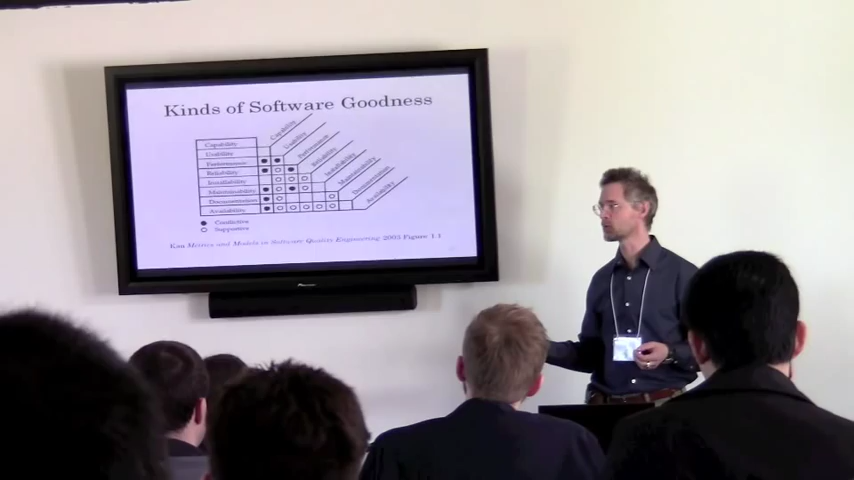 Kinds of Software Goodness
Capability
Usability
Performance
Reliability
Installability
Maintainability
Documentation
Availability
Capability
Usability
Performance
Reliability
Installability
Maintainability
Documentation
Availability
Conflictive
Supportive
Kan Metrics and Models in Software Quality Engineering 2003 Figure 1.1